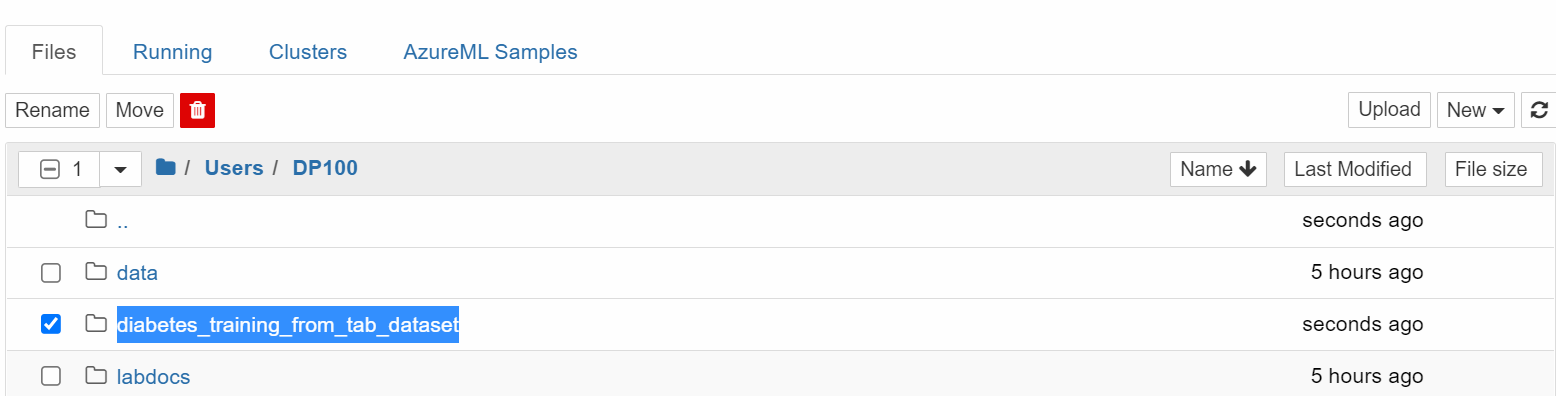 Files Running Clusters AzureML Samples
Rename Move Upload New
1 / Users / DP100 Name Last Modified File size
.. seconds ago
data 5 hours ago
diabetes_training_from_tab_dataset seconds ago
labdocs 5 hours ago